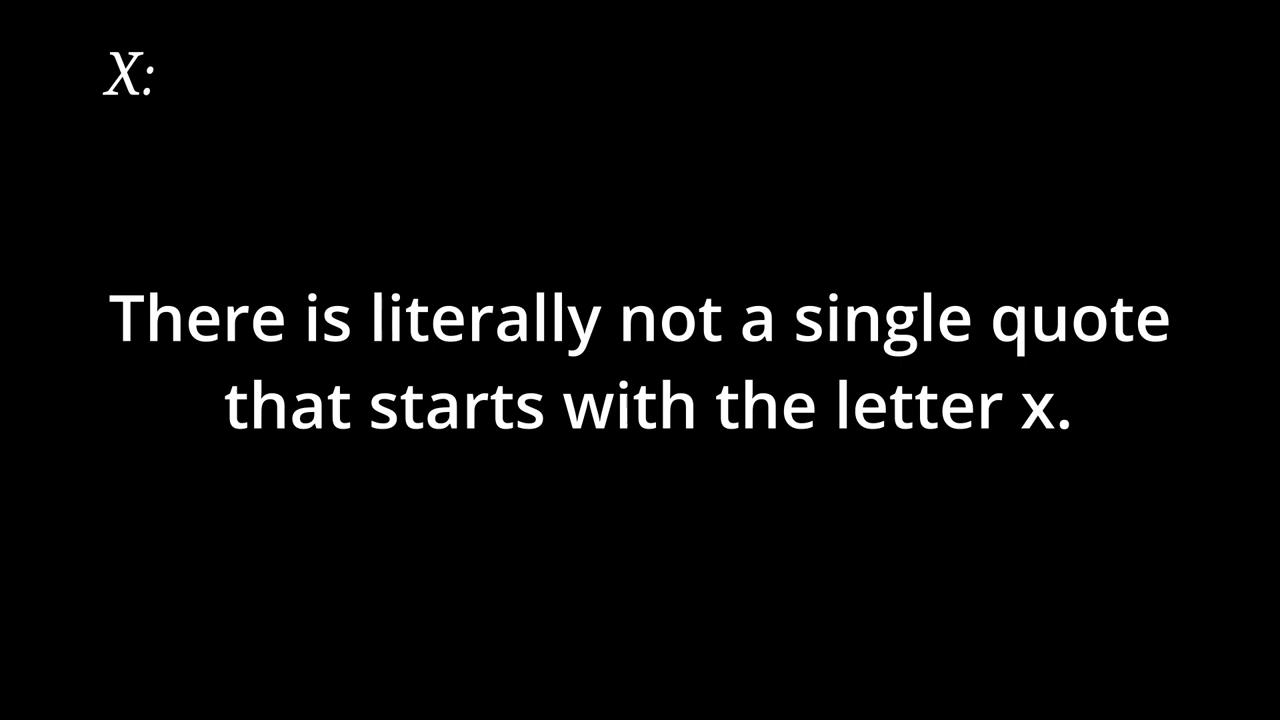 X:
There is literally not a single quote
that starts with the letter x.